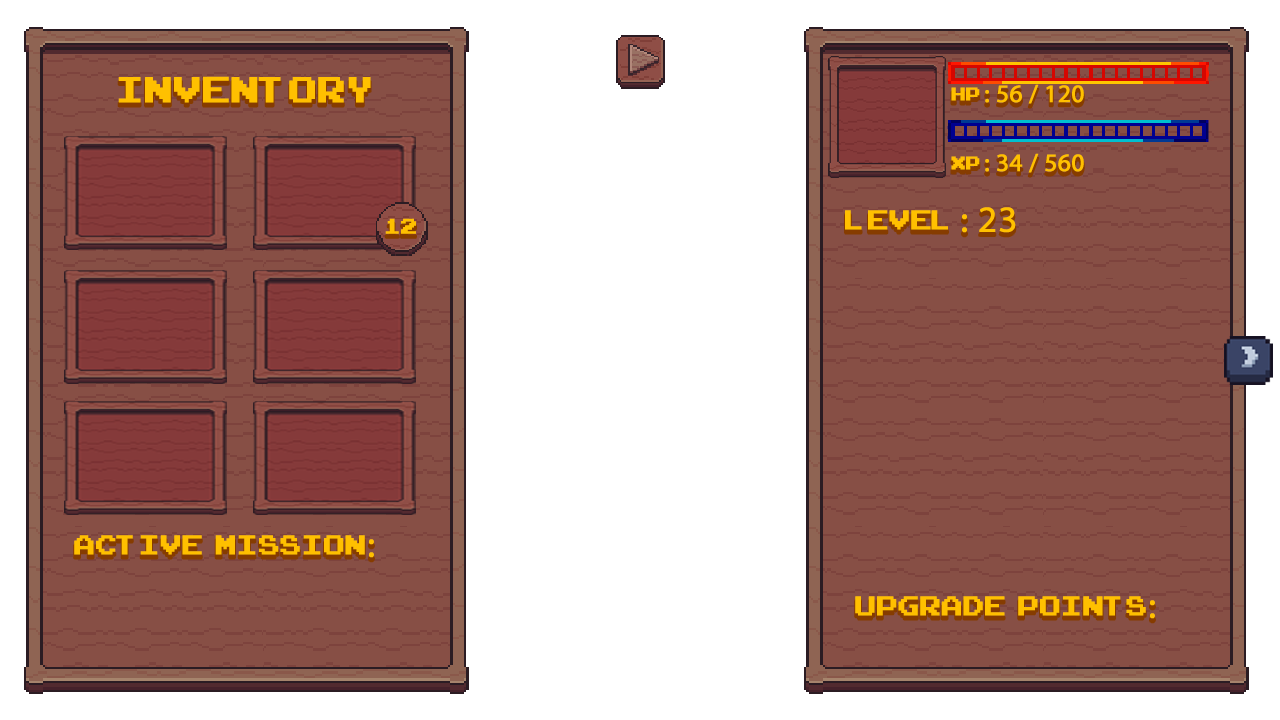 INVENTORY
12
ACTIVE MISSION:
HP: 56 / 120
XP: 34 / 560
LEVEL : 23
UPGRADE POINTS: